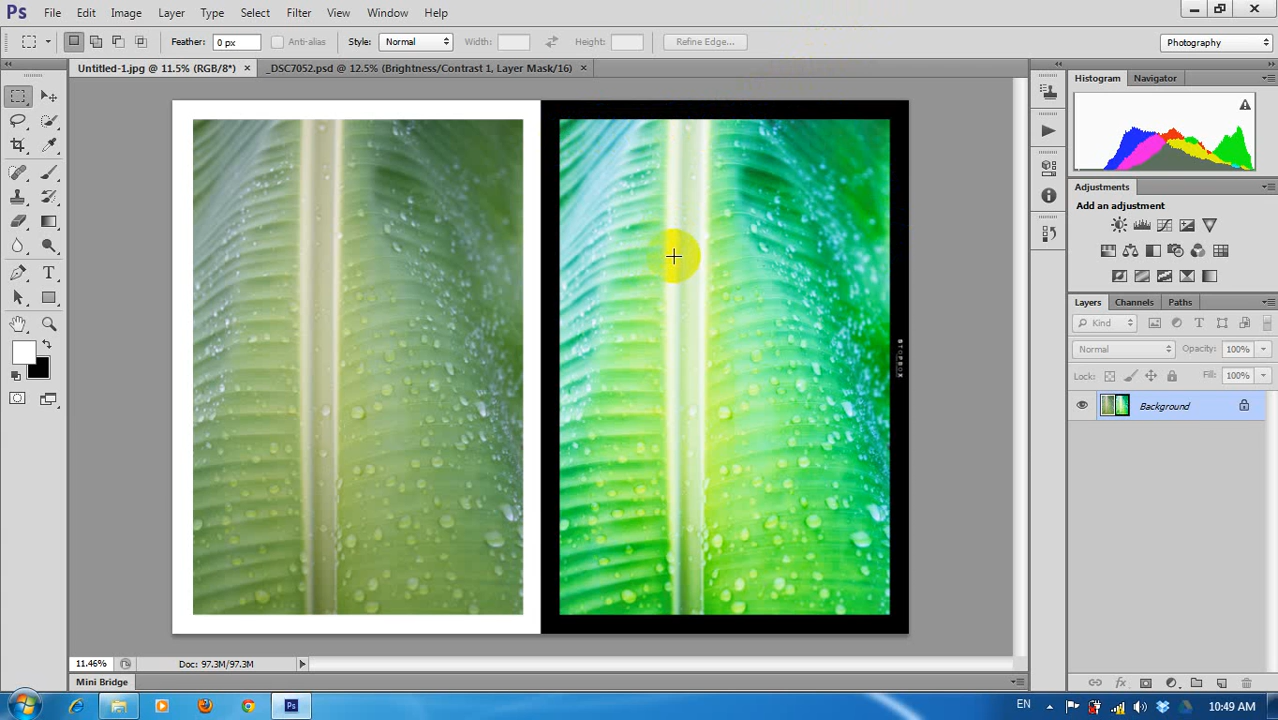 Ps File Edit Image Layer Type Select Filter View Window Help
Feather: 0 px Anti-alias Style: Normal Width: Height: Refine Edge... Photography
Untitled-1.jpg @ 11.5% (RGB/8*) × _DSC7052.psd @ 12.5% (Brightness/Contrast 1, Layer Mask/16) ×
Histogram Navigator
Adjustments
Add an adjustment
Layers Channels Paths
Kind
Normal Opacity: 100%
Lock: Fill: 100%
Background
STOPBOX
11.46% Doc: 97.3M/97.3M
Mini Bridge
EN 10:49 AM